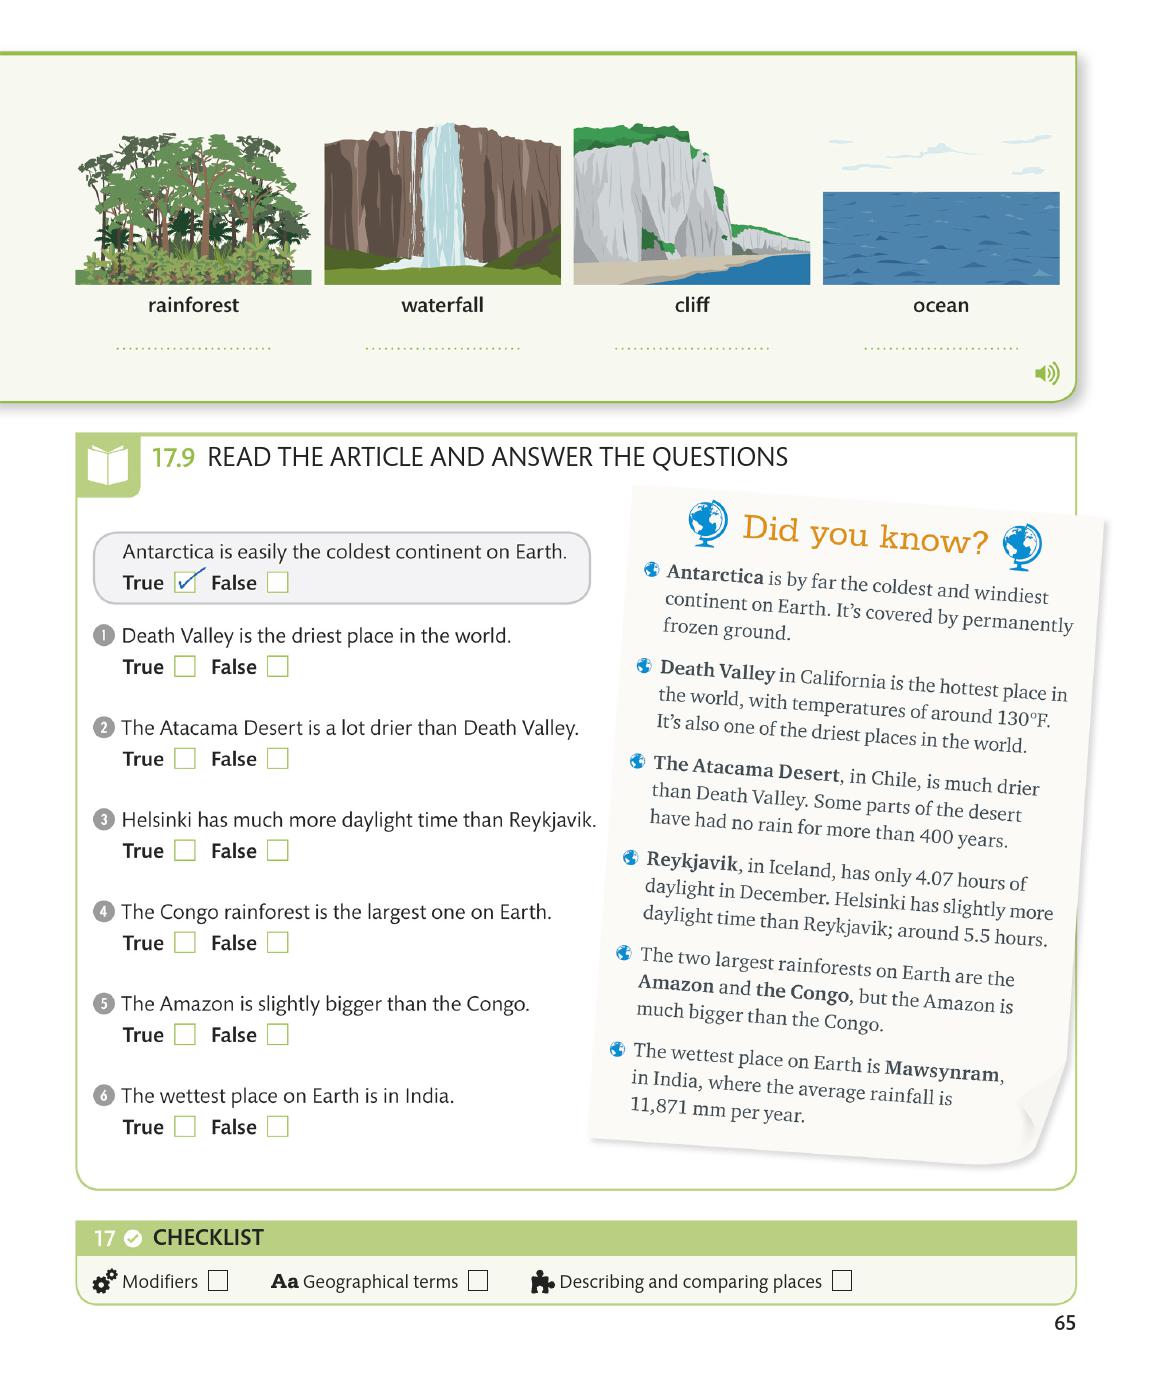 rainforest
waterfall
cliff
ocean
17.9 READ THE ARTICLE AND ANSWER THE QUESTIONS
Antarctica is easily the coldest continent on Earth.
True False
1 Death Valley is the driest place in the world.
True False
2 The Atacama Desert is a lot drier than Death Valley.
True False
3 Helsinki has much more daylight time than Reykjavik.
True False
4 The Congo rainforest is the largest one on Earth.
True False
5 The Amazon is slightly bigger than the Congo.
True False
6 The wettest place on Earth is in India.
True False
Did you know?
Antarctica is by far the coldest and windiest
continent on Earth. It’s covered by permanently
frozen ground.
Death Valley in California is the hottest place in
the world, with temperatures of around 130°F.
It’s also one of the driest places in the world.
The Atacama Desert, in Chile, is much drier
than Death Valley. Some parts of the desert
have had no rain for more than 400 years.
Reykjavik, in Iceland, has only 4.07 hours of
daylight in December. Helsinki has slightly more
daylight time than Reykjavik; around 5.5 hours.
The two largest rainforests on Earth are the
Amazon and the Congo, but the Amazon is
much bigger than the Congo.
The wettest place on Earth is Mawsynram,
in India, where the average rainfall is
11,871 mm per year.
17 CHECKLIST
Modifiers Aa Geographical terms Describing and comparing places
65